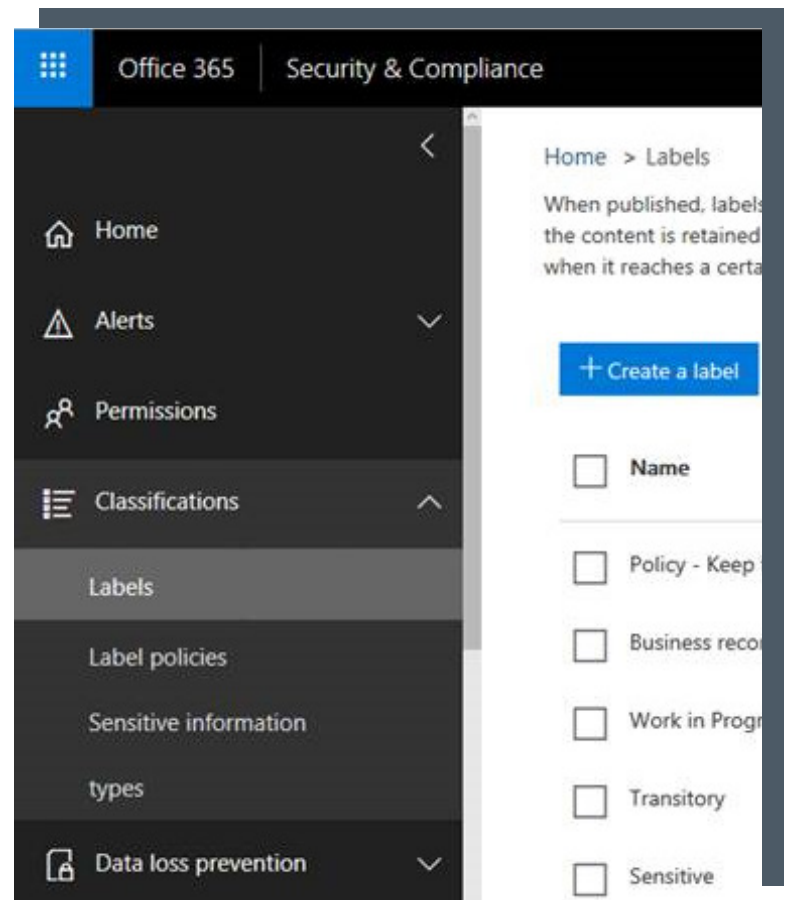 Office 365 Security & Compliance
Home
Alerts
Permissions
Classifications
Labels
Label policies
Sensitive information
types
Data loss prevention
Home > Labels
When published, labels
the content is retained
when it reaches a certa
+ Create a label
Name
Policy - Keep
Business reco
Work in Progr
Transitory
Sensitive